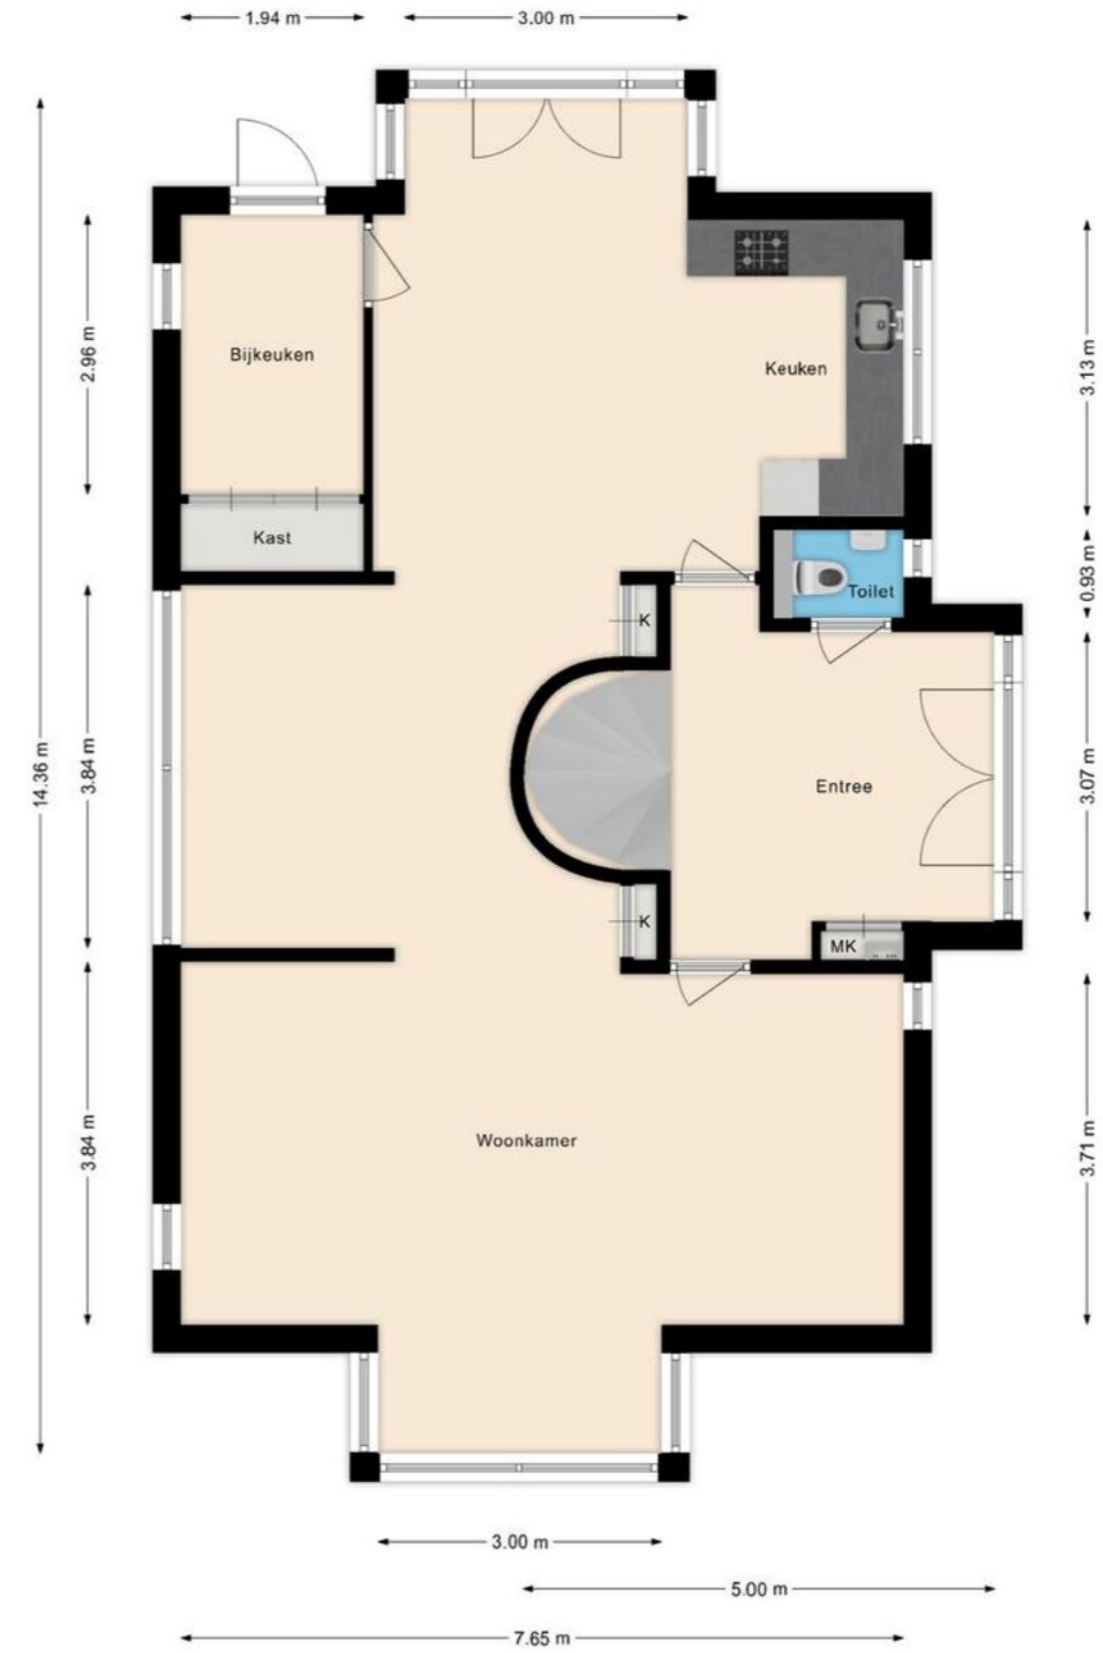 1.94 m
3.00 m
14.36 m
2.96 m
3.84 m
3.84 m
Bijkeuken
Kast
Keuken
Toilet
K
Entree
K
MK
Woonkamer
3.13 m
0.93 m
3.07 m
3.71 m
3.00 m
5.00 m
7.65 m